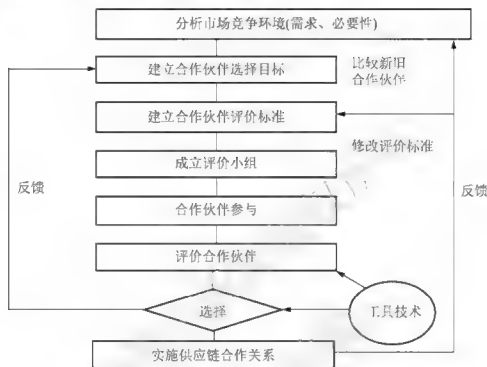 分析市场竞争环境(需求、必要性)
建立合作伙伴选择目标
比较新旧
合作伙伴
建立合作伙伴评价标准
修改评价标准
成立评价小组
反馈
反馈
合作伙伴参与
评价合作伙伴
选择
工具技术
实施供应链合作关系